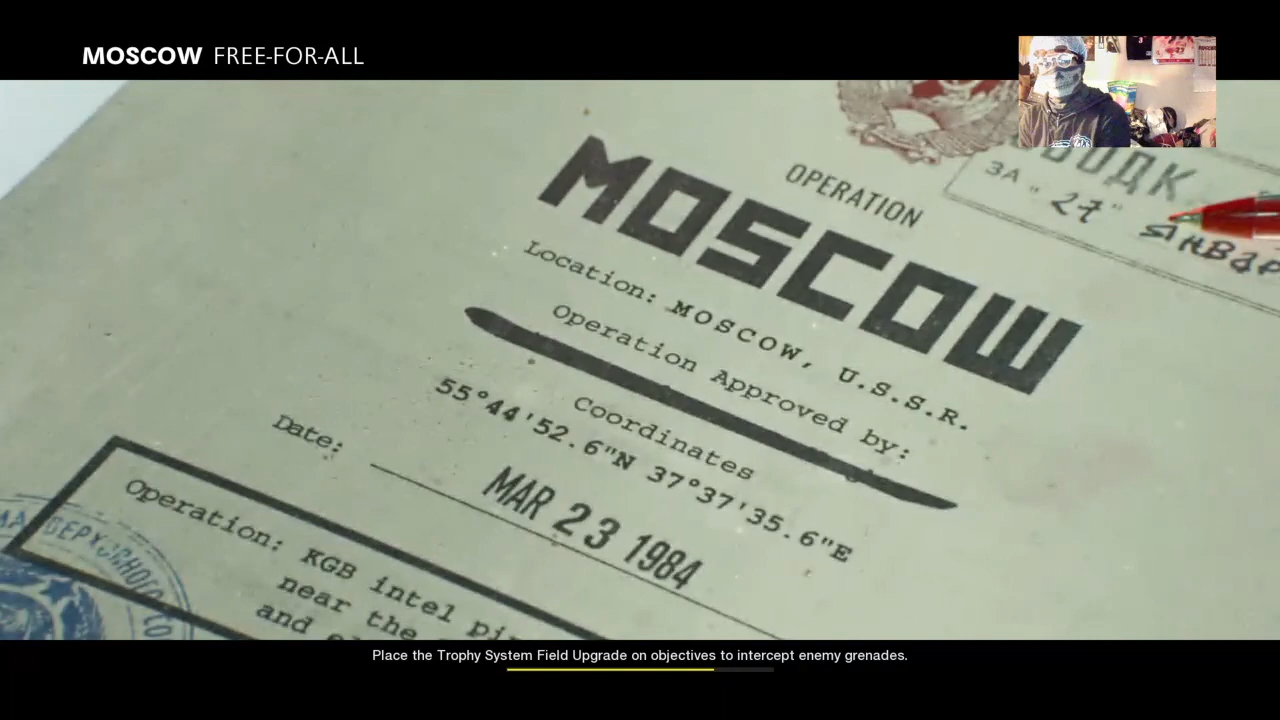 MOSCOW FREE-FOR-ALL
ЗА "27"
OPERATION
MOSCOW
Location: MOSCOW, U.S.S.R.
Operation Approved by:
Coordinates
55°44'52.6"N 37°37'35.6"E
Date:
MAR 23 1984
Operation: KGB intel
near the
and
Place the Trophy System Field Upgrade on objectives to intercept enemy grenades.